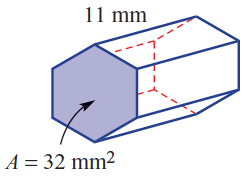 11 mm
A = 32 mm²